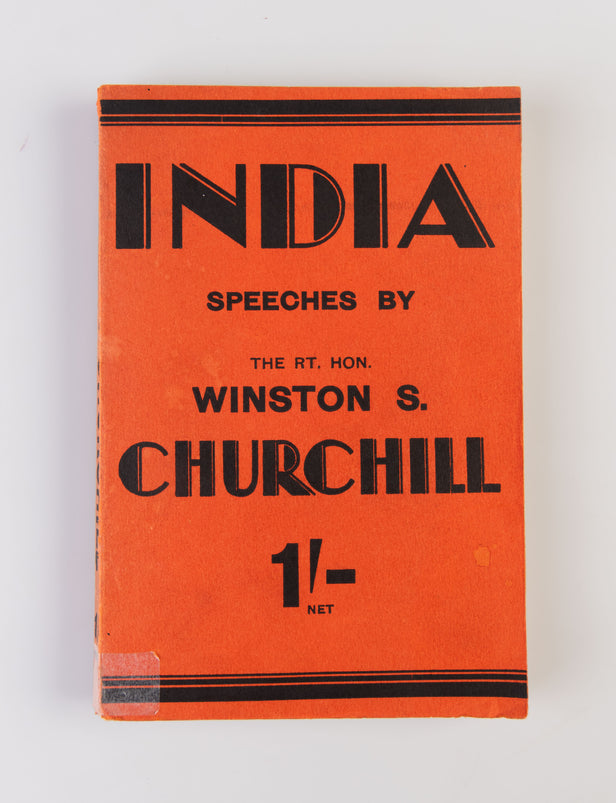 INDIA
SPEECHES BY
THE RT. HON.
WINSTON S.
CHURCHILL
1/-
NET